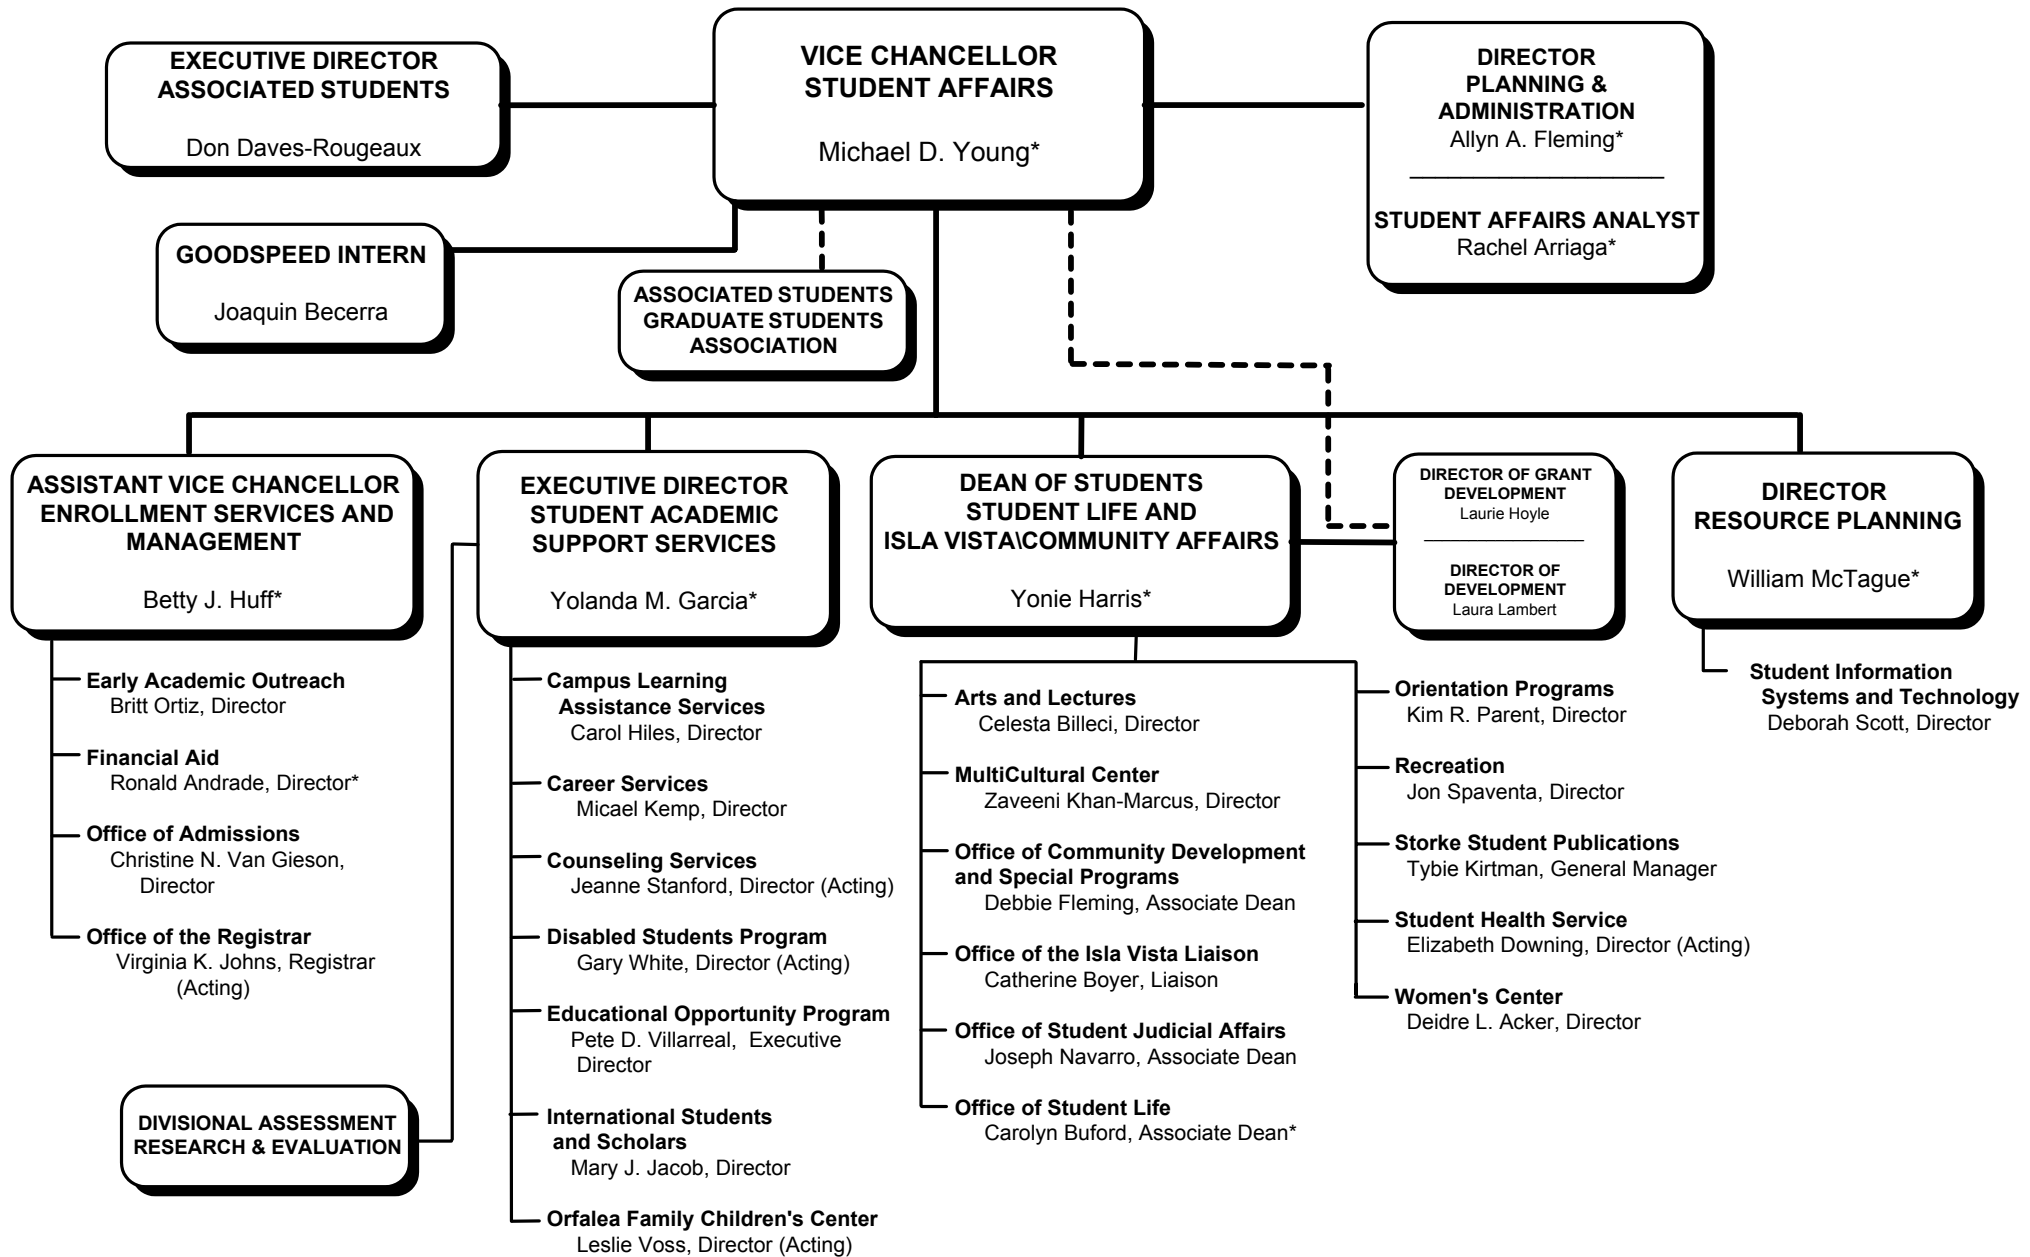 EXECUTIVE DIRECTOR
ASSOCIATED STUDENTS
Don Daves-Rougeaux
VICE CHANCELLOR
STUDENT AFFAIRS
Michael D. Young*
DIRECTOR
PLANNING &
ADMINISTRATION
Allyn A. Fleming*
STUDENT AFFAIRS ANALYST
Rachel Arriaga*
GOODSPEED INTERN
Joaquin Becerra
ASSOCIATED STUDENTS
GRADUATE STUDENTS
ASSOCIATION
ASSISTANT VICE CHANCELLOR
ENROLLMENT SERVICES AND
MANAGEMENT
Betty J. Huff*
EXECUTIVE DIRECTOR
STUDENT ACADEMIC
SUPPORT SERVICES
Yolanda M. Garcia*
DEAN OF STUDENTS
STUDENT LIFE AND
ISLA VISTA\COMMUNITY AFFAIRS
Yonie Harris*
DIRECTOR OF GRANT
DEVELOPMENT
Laurie Hoyle
DIRECTOR OF
DEVELOPMENT
Laura Lambert
DIRECTOR
RESOURCE PLANNING
William McTague*
Early Academic Outreach
Britt Ortiz, Director
Financial Aid
Ronald Andrade, Director*
Office of Admissions
Christine N. Van Gieson,
Director
Office of the Registrar
Virginia K. Johns, Registrar
(Acting)
DIVISIONAL ASSESSMENT
RESEARCH & EVALUATION
Campus Learning
Assistance Services
Carol Hiles, Director
Career Services
Micael Kemp, Director
Counseling Services
Jeanne Stanford, Director (Acting)
Disabled Students Program
Gary White, Director (Acting)
Educational Opportunity Program
Pete D. Villarreal, Executive
Director
International Students
and Scholars
Mary J. Jacob, Director
Orfalea Family Children's Center
Leslie Voss, Director (Acting)
Arts and Lectures
Celesta Billeci, Director
MultiCultural Center
Zaveeni Khan-Marcus, Director
Office of Community Development
and Special Programs
Debbie Fleming, Associate Dean
Office of the Isla Vista Liaison
Catherine Boyer, Liaison
Office of Student Judicial Affairs
Joseph Navarro, Associate Dean
Office of Student Life
Carolyn Buford, Associate Dean*
Orientation Programs
Kim R. Parent, Director
Recreation
Jon Spaventa, Director
Storke Student Publications
Tybie Kirtman, General Manager
Student Health Service
Elizabeth Downing, Director (Acting)
Women's Center
Deidre L. Acker, Director
Student Information
Systems and Technology
Deborah Scott, Director